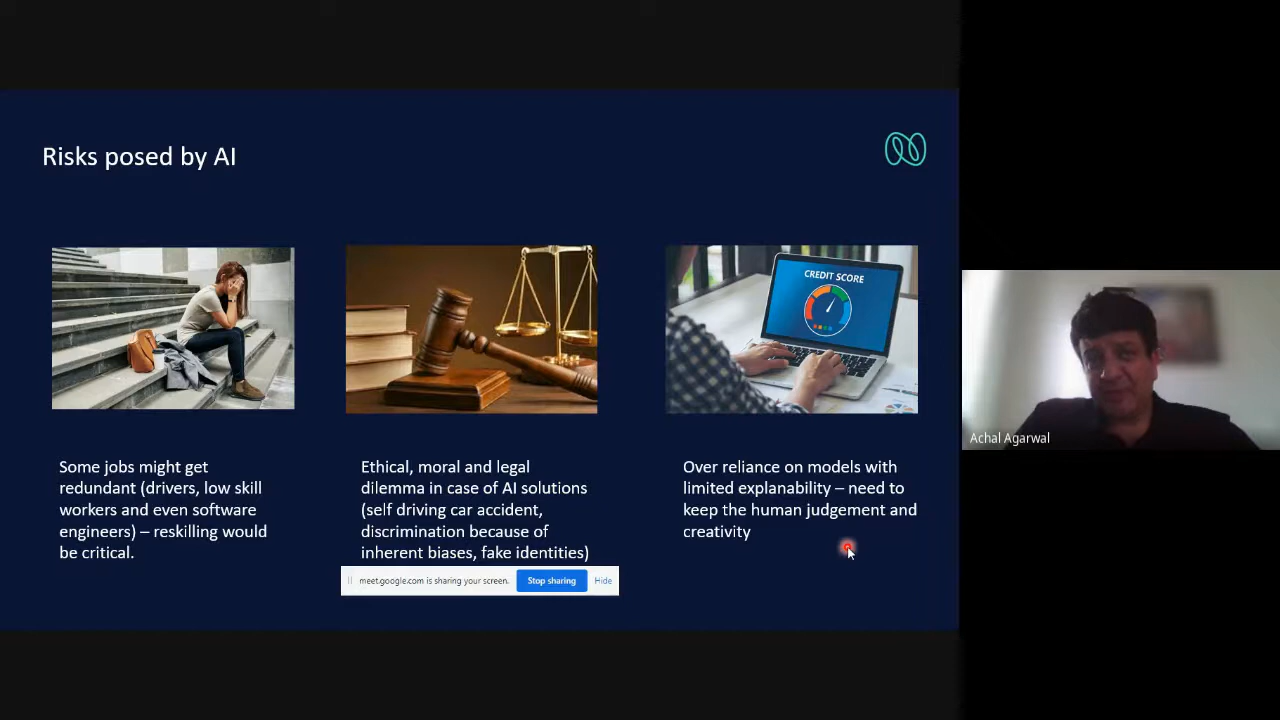 Risks posed by AI
CREDIT SCORE
Some jobs might get
redundant (drivers, low skill
workers and even software
engineers) – reskilling would
be critical.
Ethical, moral and legal
dilemma in case of AI solutions
(self driving car accident,
discrimination because of
inherent biases, fake identities)
Over reliance on models with
limited explanability – need to
keep the human judgement and
creativity
meet.google.com is sharing your screen. Stop sharing Hide
Achal Agarwal